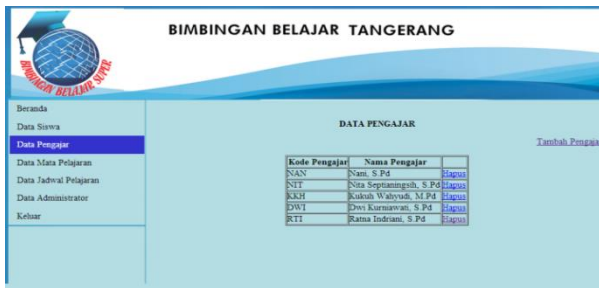 BIMBINGAN BELAJAR TANGERANG
BIMBINGAN BELAJAR SUPER
Beranda
Data Siswa
Data Pengajar
Data Mata Pelajaran
Data Jadwal Pelajaran
Data Administrator
Keluar
DATA PENGAJAR
Tambah Pengaja
Kode Pengajar Nama Pengajar
NAN Nani, S.Pd Hapus
NIT Nita Septianingsih, S.Pd Hapus
KKH Kukuh Wahyudi, M.Pd Hapus
DWI Dwi Kurniawati, S.Pd Hapus
RTI Ratna Indriani, S.Pd Hapus